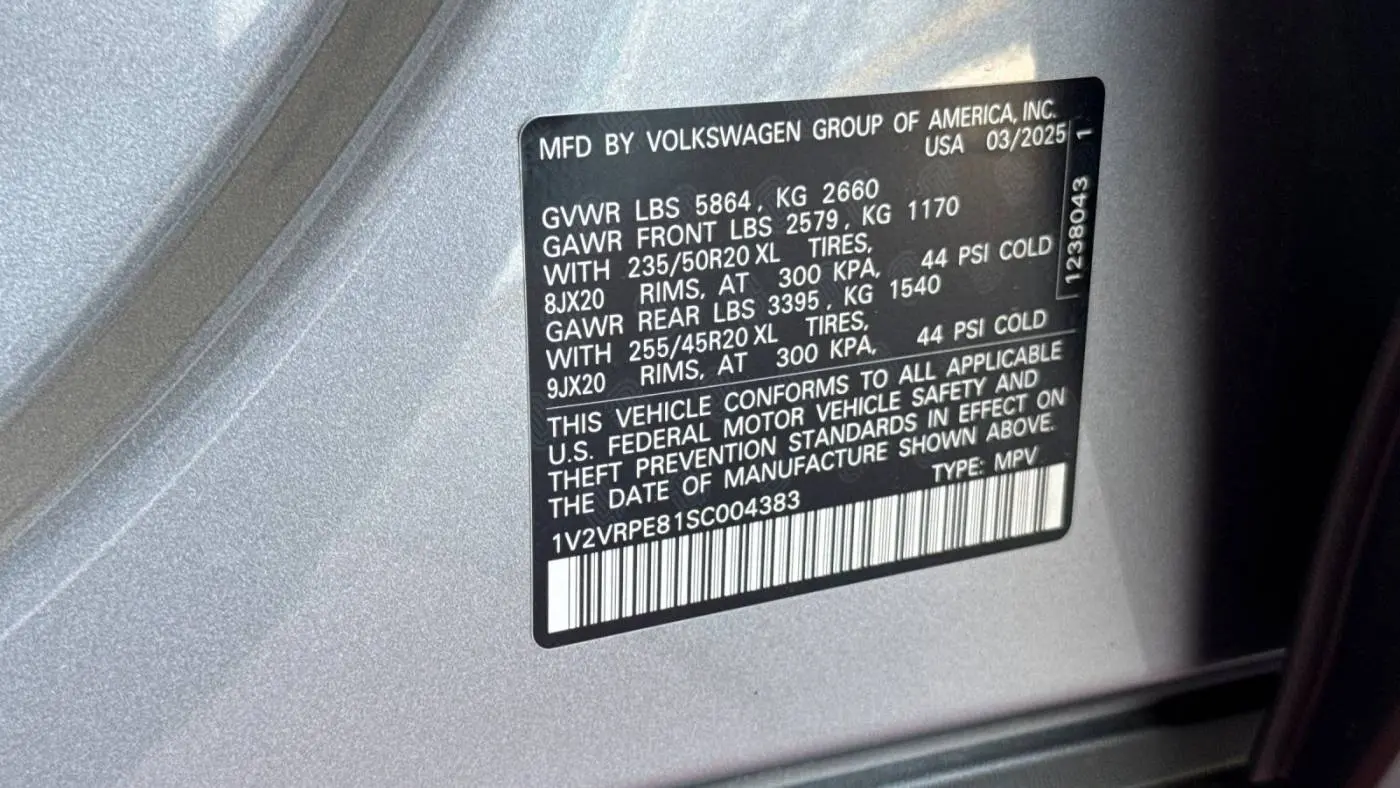 MFD BY VOLKSWAGEN GROUP OF AMERICA, INC.
USA 03/2025
GVWR LBS 5864, KG 2660
GAWR FRONT LBS 2579, KG 1170
WITH 235/50R20 XL TIRES,
8JX20 RIMS, AT 300 KPA, 44 PSI COLD
GAWR REAR LBS 3395, KG 1540
WITH 255/45R20 XL TIRES,
9JX20 RIMS, AT 300 KPA, 44 PSI COLD
THIS VEHICLE CONFORMS TO ALL APPLICABLE
U.S. FEDERAL MOTOR VEHICLE SAFETY AND
THEFT PREVENTION STANDARDS IN EFFECT ON
THE DATE OF MANUFACTURE SHOWN ABOVE.
TYPE: MPV
1V2VRPE81SC004383
1238043 1